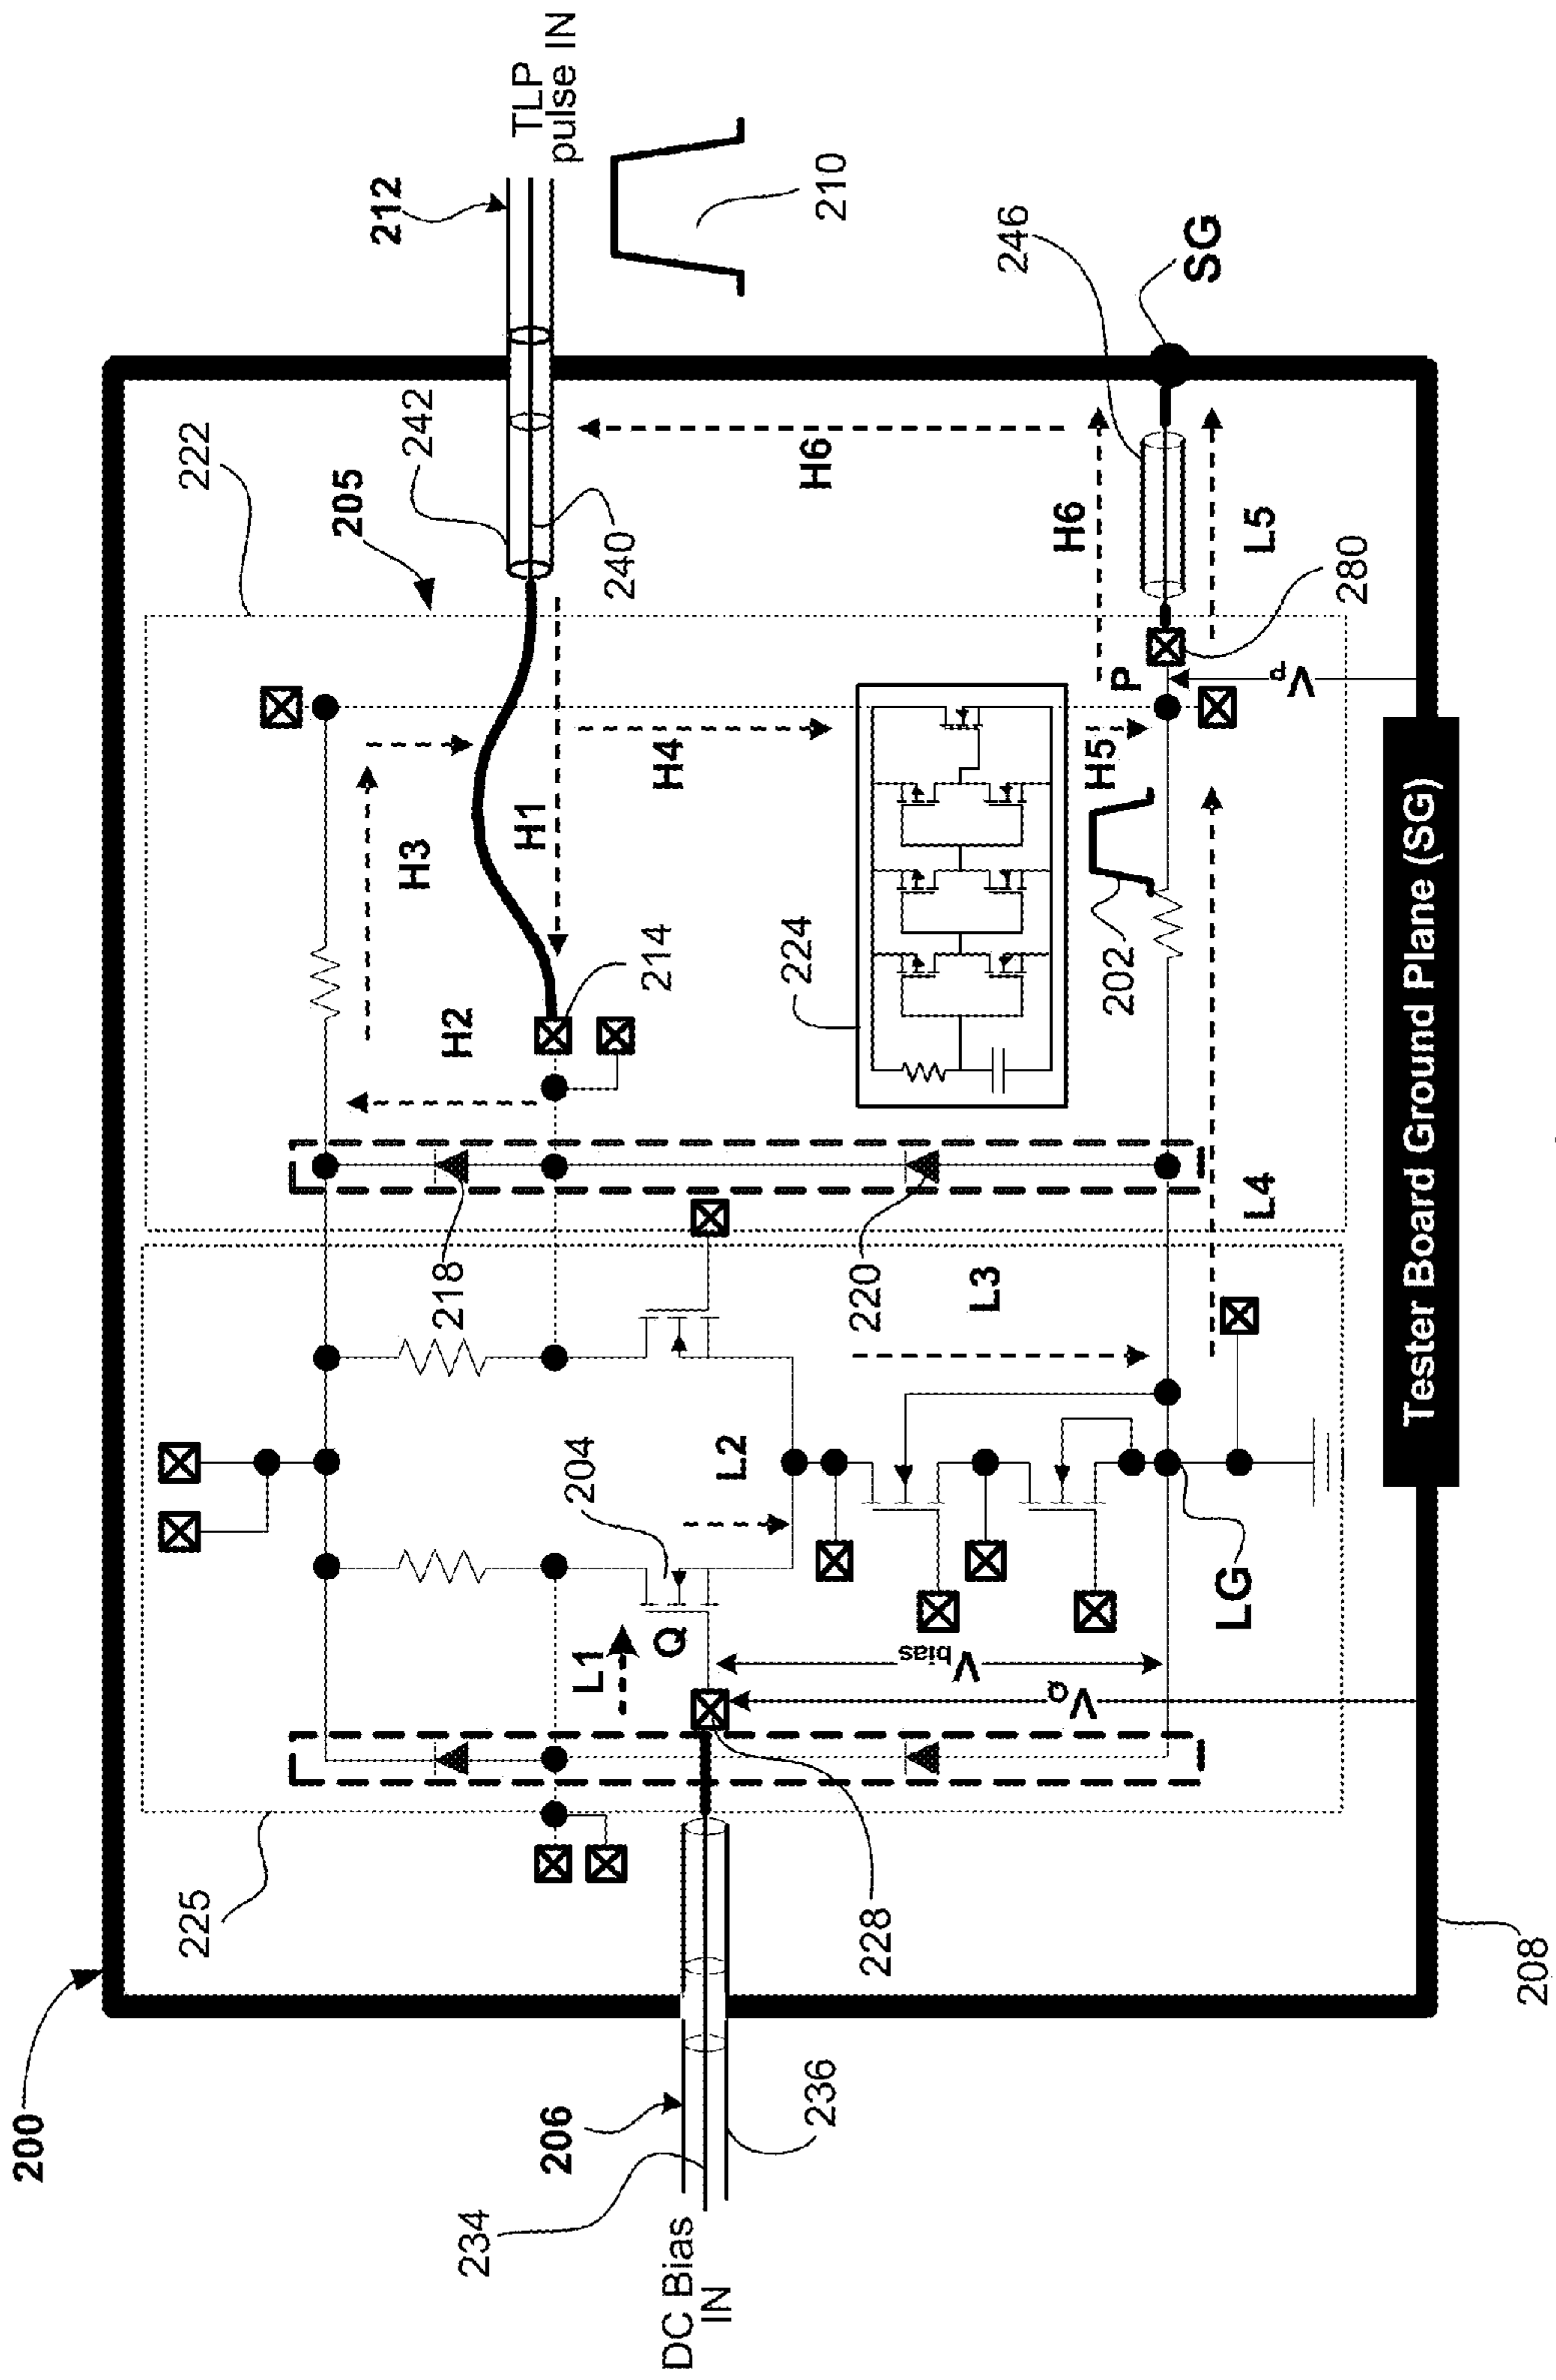 200
225
222
205
212
TLP
pulse IN
242
210
240
H3
H2
H1
H6
H4
214
218
204
L1
Q
L2
206
234
236
DC Bias
IN
224
246
SG
H6
H5
P
202
L5
280
220
L3
Vbias
VQ
VP
L4
LG
228
208
Tester Board Ground Plane (SG)